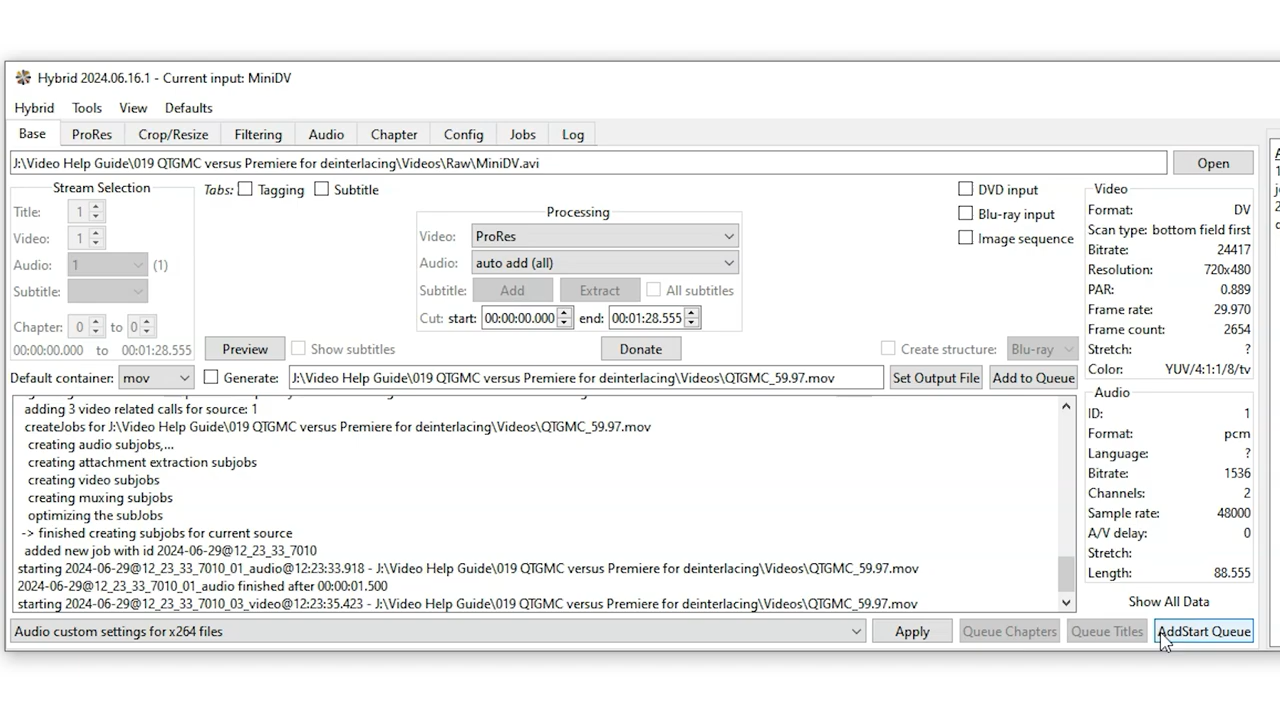 Hybrid 2024.06.16.1 - Current input: MiniDV
Hybrid Tools View Defaults
Base ProRes Crop/Resize Filtering Audio Chapter Config Jobs Log
J:\Video Help Guide\019 QTGMC versus Premiere for deinterlacing\Videos\Raw\MiniDV.avi Open
Stream Selection
Title: 1
Video: 1
Audio: 1 (1)
Subtitle:
Chapter: 0 to 0
00:00:00.000 to 00:01:28.555
Tabs: Tagging Subtitle
Processing
Video: ProRes
Audio: auto add (all)
Subtitle: Add Extract All subtitles
Cut: start: 00:00:00.000 end: 00:01:28.555
DVD input
Blu-ray input
Image sequence
Preview Show subtitles Donate Create structure: Blu-ray
Default container: mov Generate: J:\Video Help Guide\019 QTGMC versus Premiere for deinterlacing\Videos\QTGMC_59.97.mov Set Output File Add to Queue
adding 3 video related calls for source: 1
createJobs for J:\Video Help Guide\019 QTGMC versus Premiere for deinterlacing\Videos\QTGMC_59.97.mov
creating audio subjobs,...
creating attachment extraction subjobs
creating video subjobs
creating muxing subjobs
optimizing the subJobs
-> finished creating subjobs for current source
added new job with id 2024-06-29@12_23_33_7010
starting 2024-06-29@12_23_33_7010_01_audio@12:23:33.918 - J:\Video Help Guide\019 QTGMC versus Premiere for deinterlacing\Videos\QTGMC_59.97.mov
2024-06-29@12_23_33_7010_01_audio finished after 00:00:01.500
starting 2024-06-29@12_23_33_7010_03_video@12:23:35.423 - J:\Video Help Guide\019 QTGMC versus Premiere for deinterlacing\Videos\QTGMC_59.97.mov
Video
Format: DV
Scan type: bottom field first
Bitrate: 24417
Resolution: 720x480
PAR: 0.889
Frame rate: 29.970
Frame count: 2654
Stretch: ?
Color: YUV/4:1:1/8/tv
Audio
ID: 1
Format: pcm
Language: ?
Bitrate: 1536
Channels: 2
Sample rate: 48000
A/V delay: 0
Stretch:
Length: 88.555
Show All Data
Audio custom settings for x264 files Apply Queue Chapters Queue Titles AddStart Queue